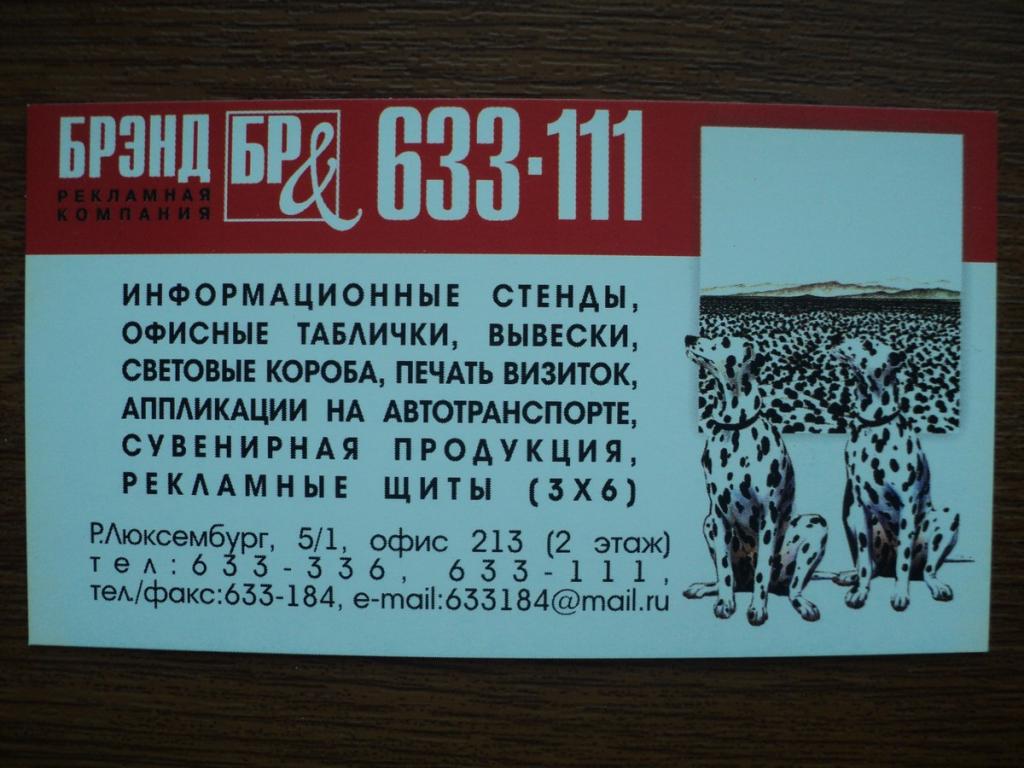 БРЭНД
РЕКЛАМНАЯ
КОМПАНИЯ
БР&
633·111
ИНФОРМАЦИОННЫЕ СТЕНДЫ,
ОФИСНЫЕ ТАБЛИЧКИ, ВЫВЕСКИ,
СВЕТОВЫЕ КОРОБА, ПЕЧАТЬ ВИЗИТОК,
АППЛИКАЦИИ НА АВТОТРАНСПОРТЕ,
СУВЕНИРНАЯ ПРОДУКЦИЯ,
РЕКЛАМНЫЕ ЩИТЫ (3Х6)
Р.Люксембург, 5/1, офис 213 (2 этаж)
тел: 633-336, 633-111,
тел/факс:633-184, e-mail:633184@mail.ru